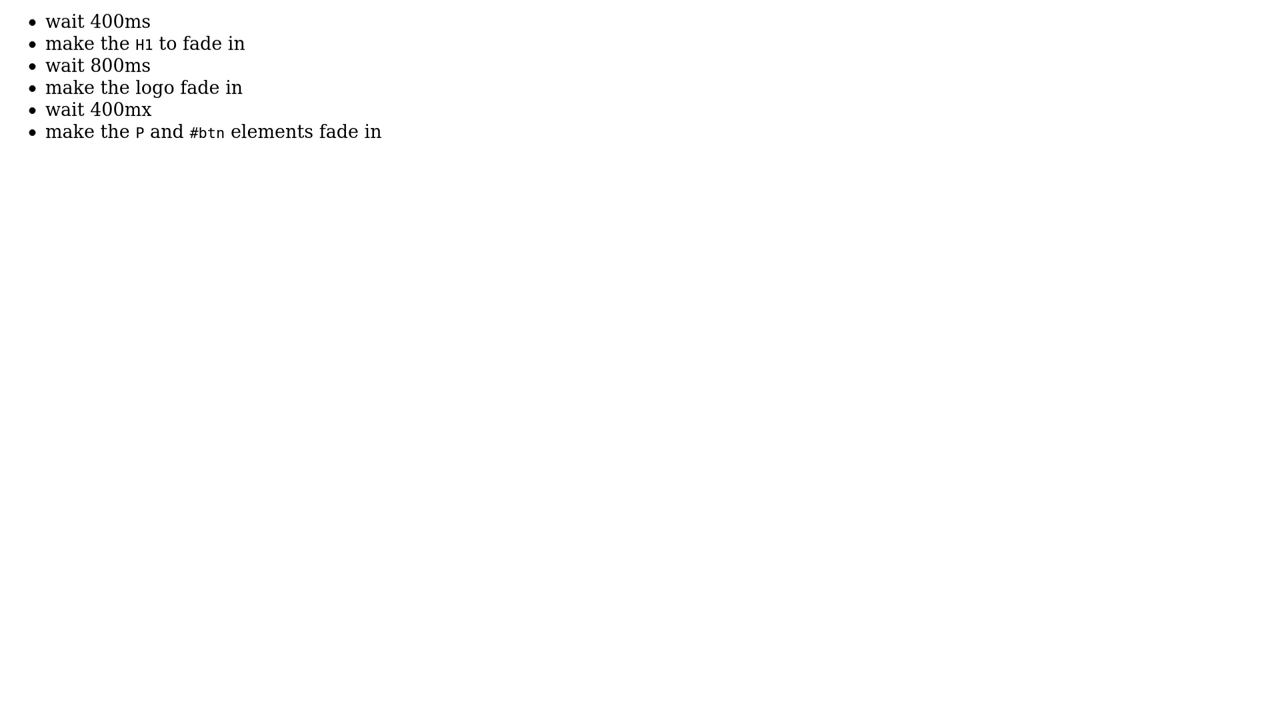 • wait 400ms
• make the H1 to fade in
• wait 800ms
• make the logo fade in
• wait 400mx
• make the P and #btn elements fade in